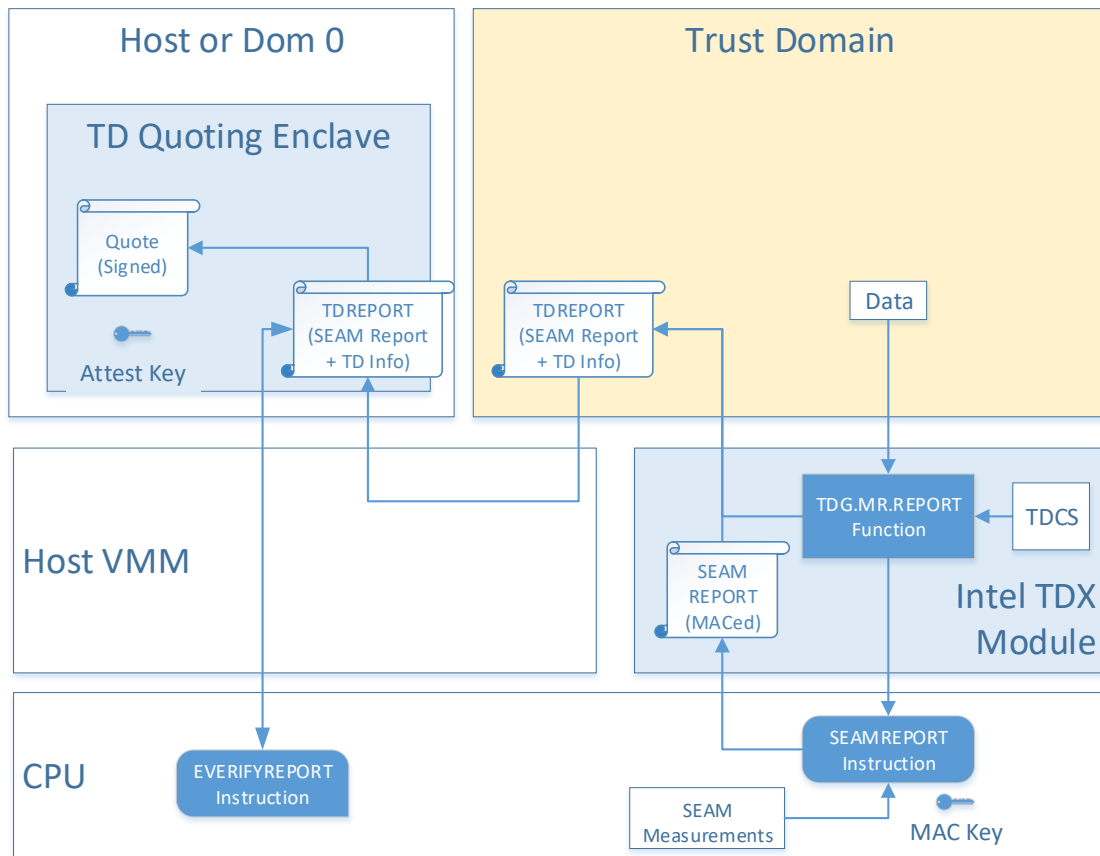 Host or Dom 0
Trust Domain
TD Quoting Enclave
Quote
(Signed)
Attest Key
TDREPORT
(SEAM Report
+ TD Info)
TDREPORT
(SEAM Report
+ TD Info)
Data
Host VMM
TDG.MR.REPORT
Function
TDCS
SEAM
REPORT
(MACed)
Intel TDX
Module
CPU
EVERIFYREPORT
Instruction
SEAMREPORT
Instruction
SEAM
Measurements
MAC Key